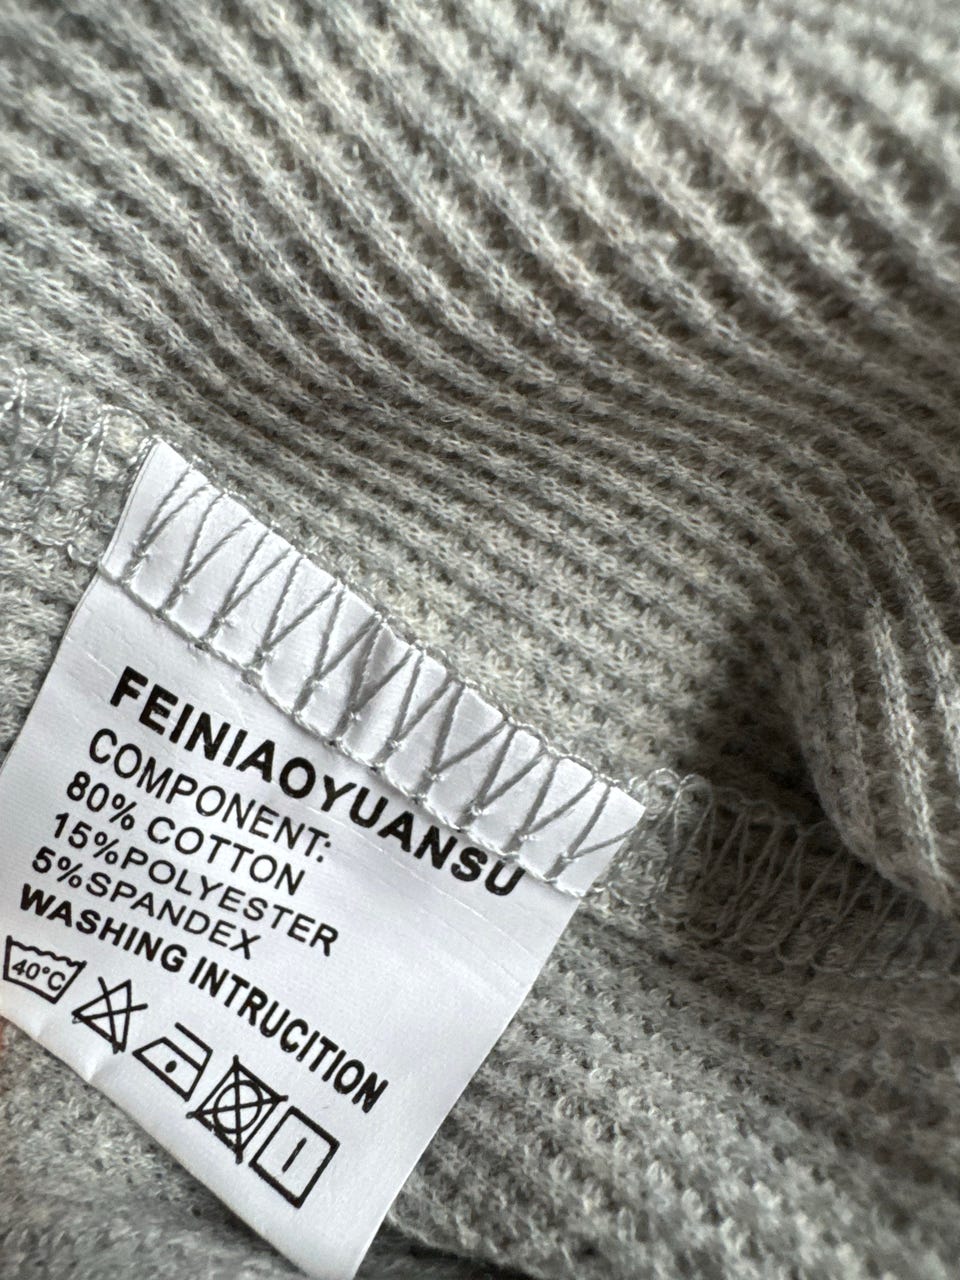 FEINIAOYUANSU
COMPONENT:
80% COTTON
15%POLYESTER
5%SPANDEX
WASHING INTRUCITION
40°C